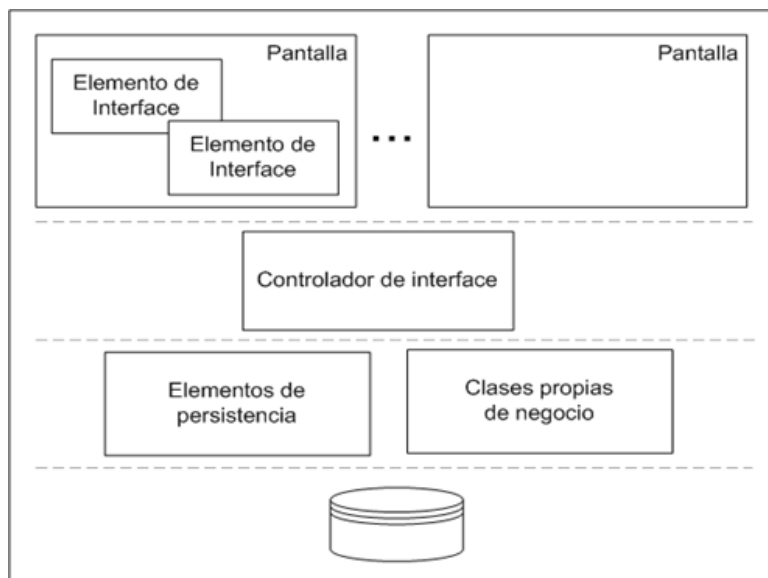 Pantalla
Elemento de
Interface
Elemento de
Interface
...
Pantalla
Controlador de interface
Elementos de
persistencia
Clases propias
de negocio